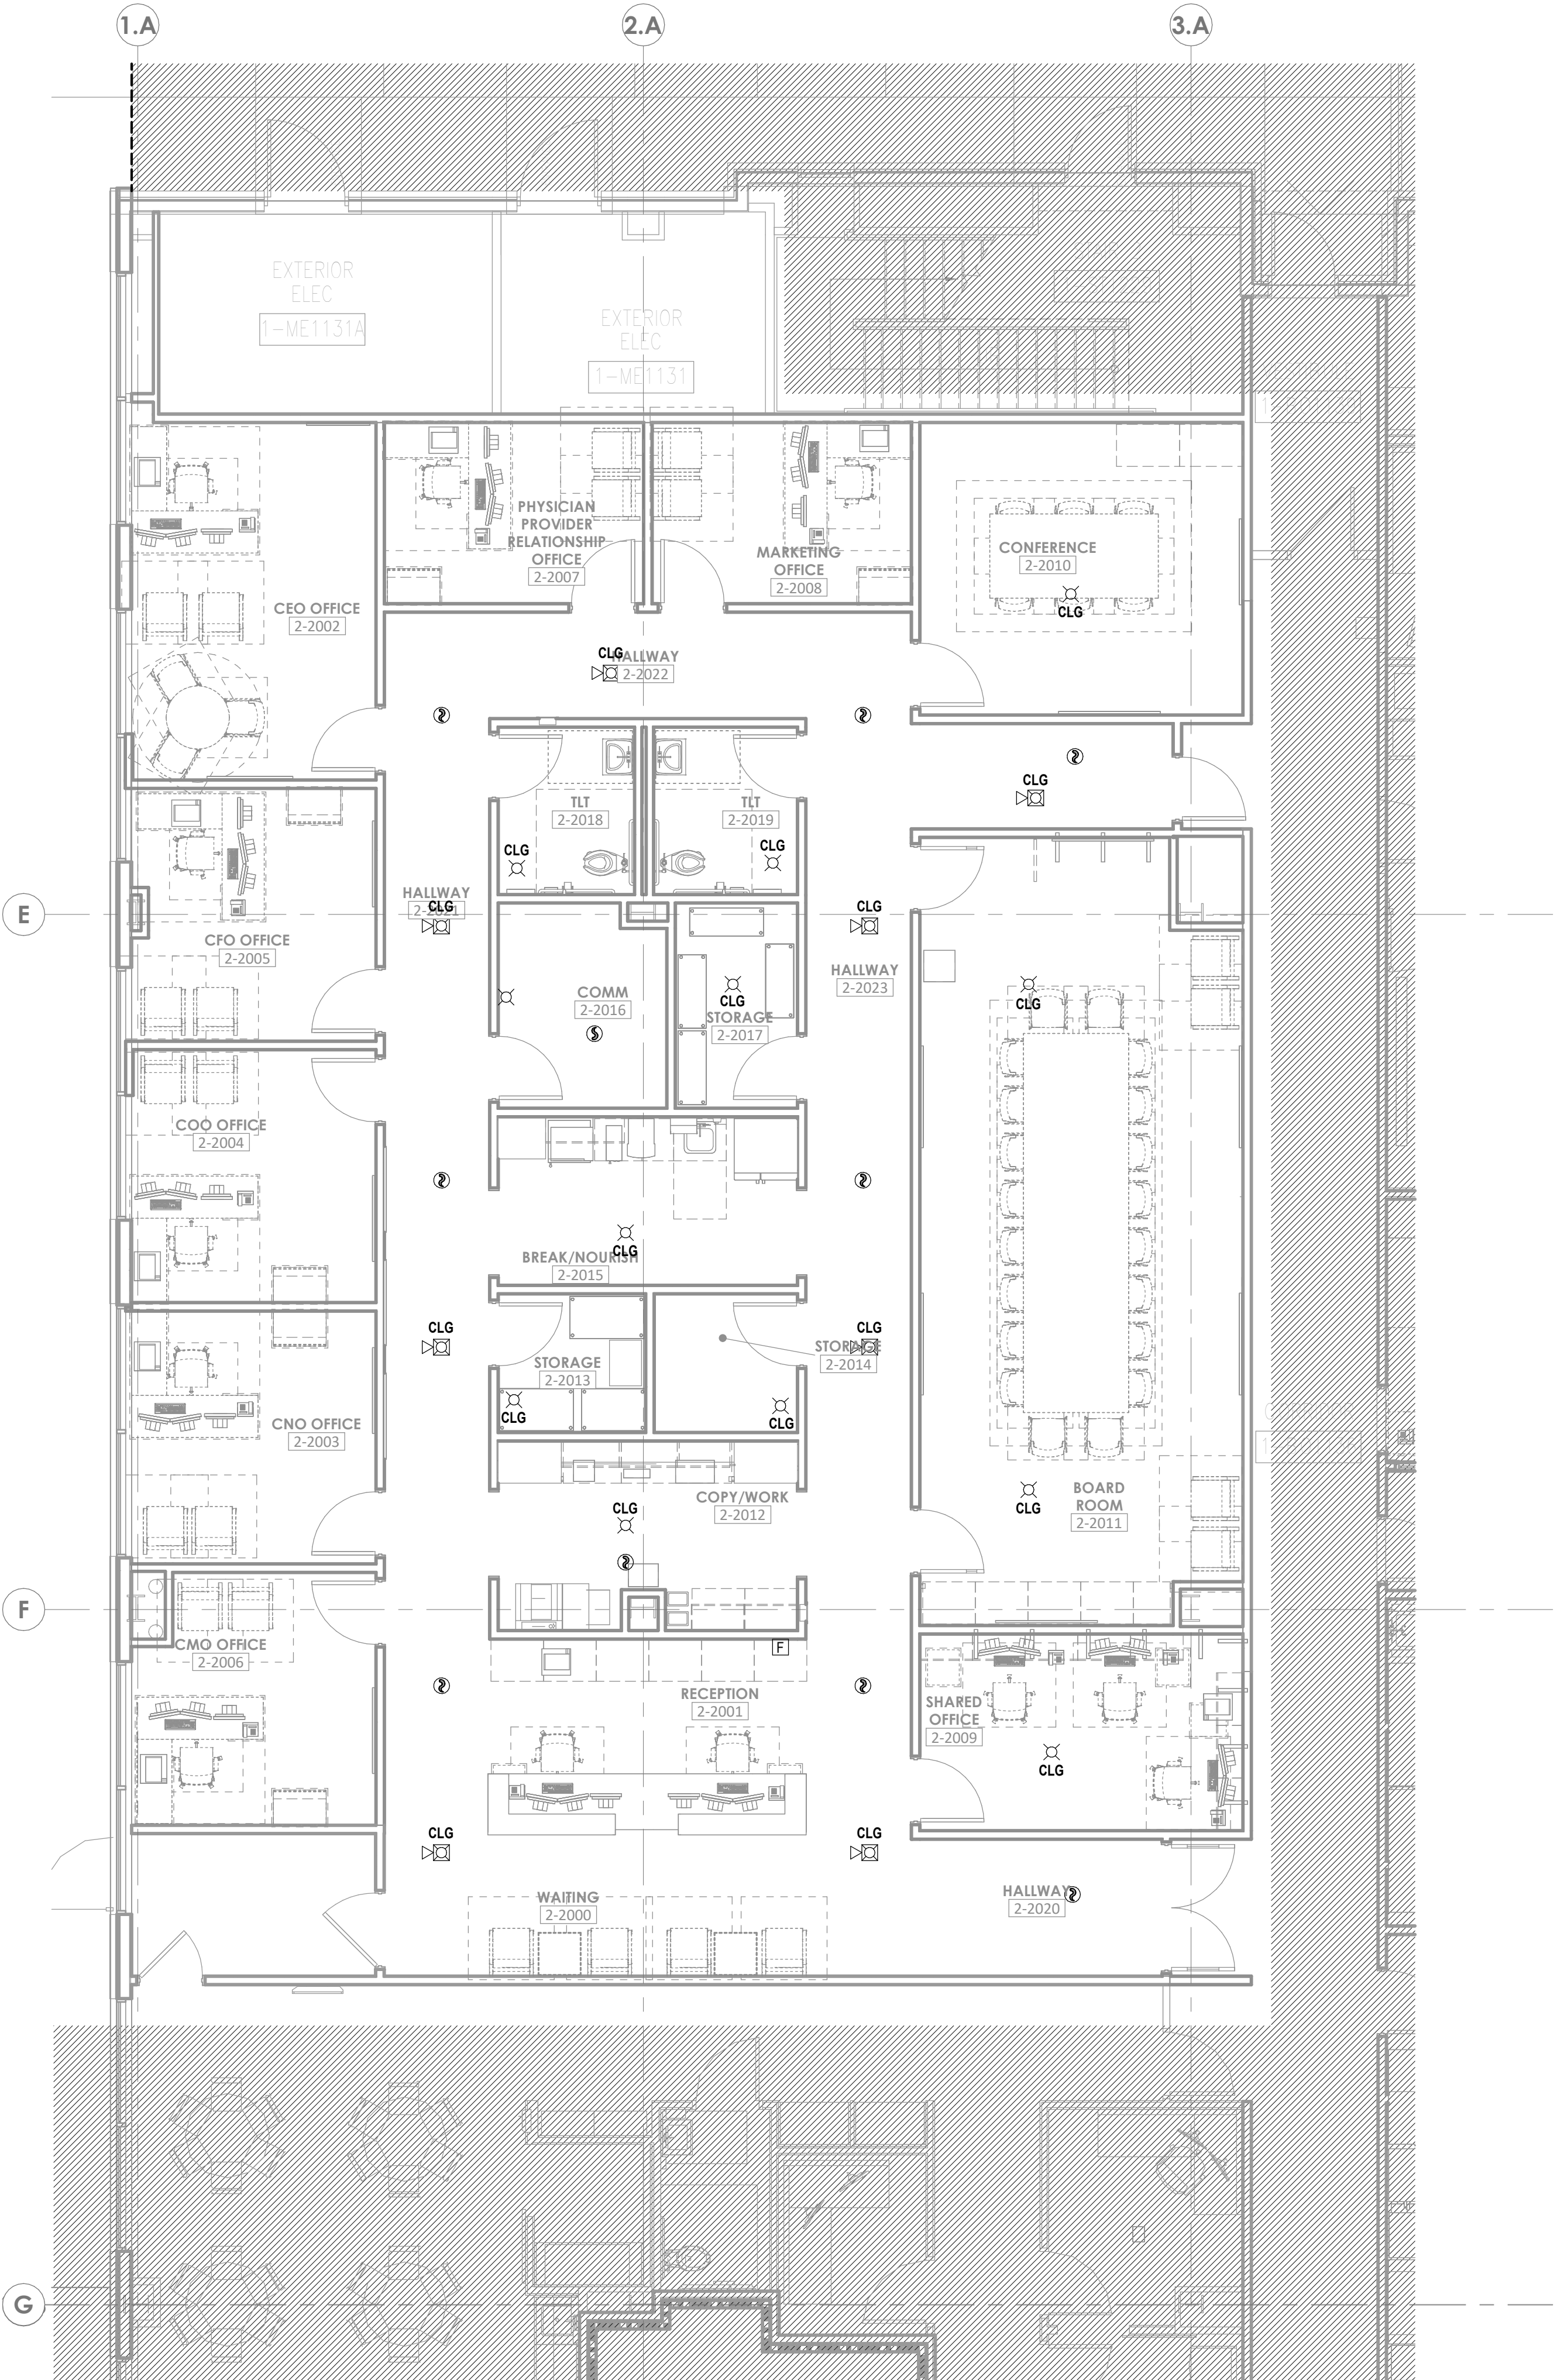 1.A
2.A
3.A
EXTERIOR
ELEC
1-ME1131A
EXTERIOR
ELEC
1-ME1131
PHYSICIAN
PROVIDER
RELATIONSHIP
OFFICE
2-2007
MARKETING
OFFICE
2-2008
CONFERENCE
2-2010
CLG
CEO OFFICE
2-2002
CLG
HALLWAY
2-2022
CLG
TLT
2-2018
CLG
TLT
2-2019
CLG
E
HALLWAY
2-2021
CLG
CLG
CFO OFFICE
2-2005
COMM
2-2016
S
CLG
STORAGE
2-2017
HALLWAY
2-2023
CLG
COO OFFICE
2-2004
CLG
BREAK/NOURISH
2-2015
CLG
CLG
STORAGE
2-2013
CLG
STORAGE
2-2014
CLG
CNO OFFICE
2-2003
COPY/WORK
2-2012
CLG
CLG
BOARD
ROOM
2-2011
F
F
CMO OFFICE
2-2006
RECEPTION
2-2001
SHARED
OFFICE
2-2009
CLG
CLG
CLG
WAITING
2-2000
HALLWAY
2-2020
G